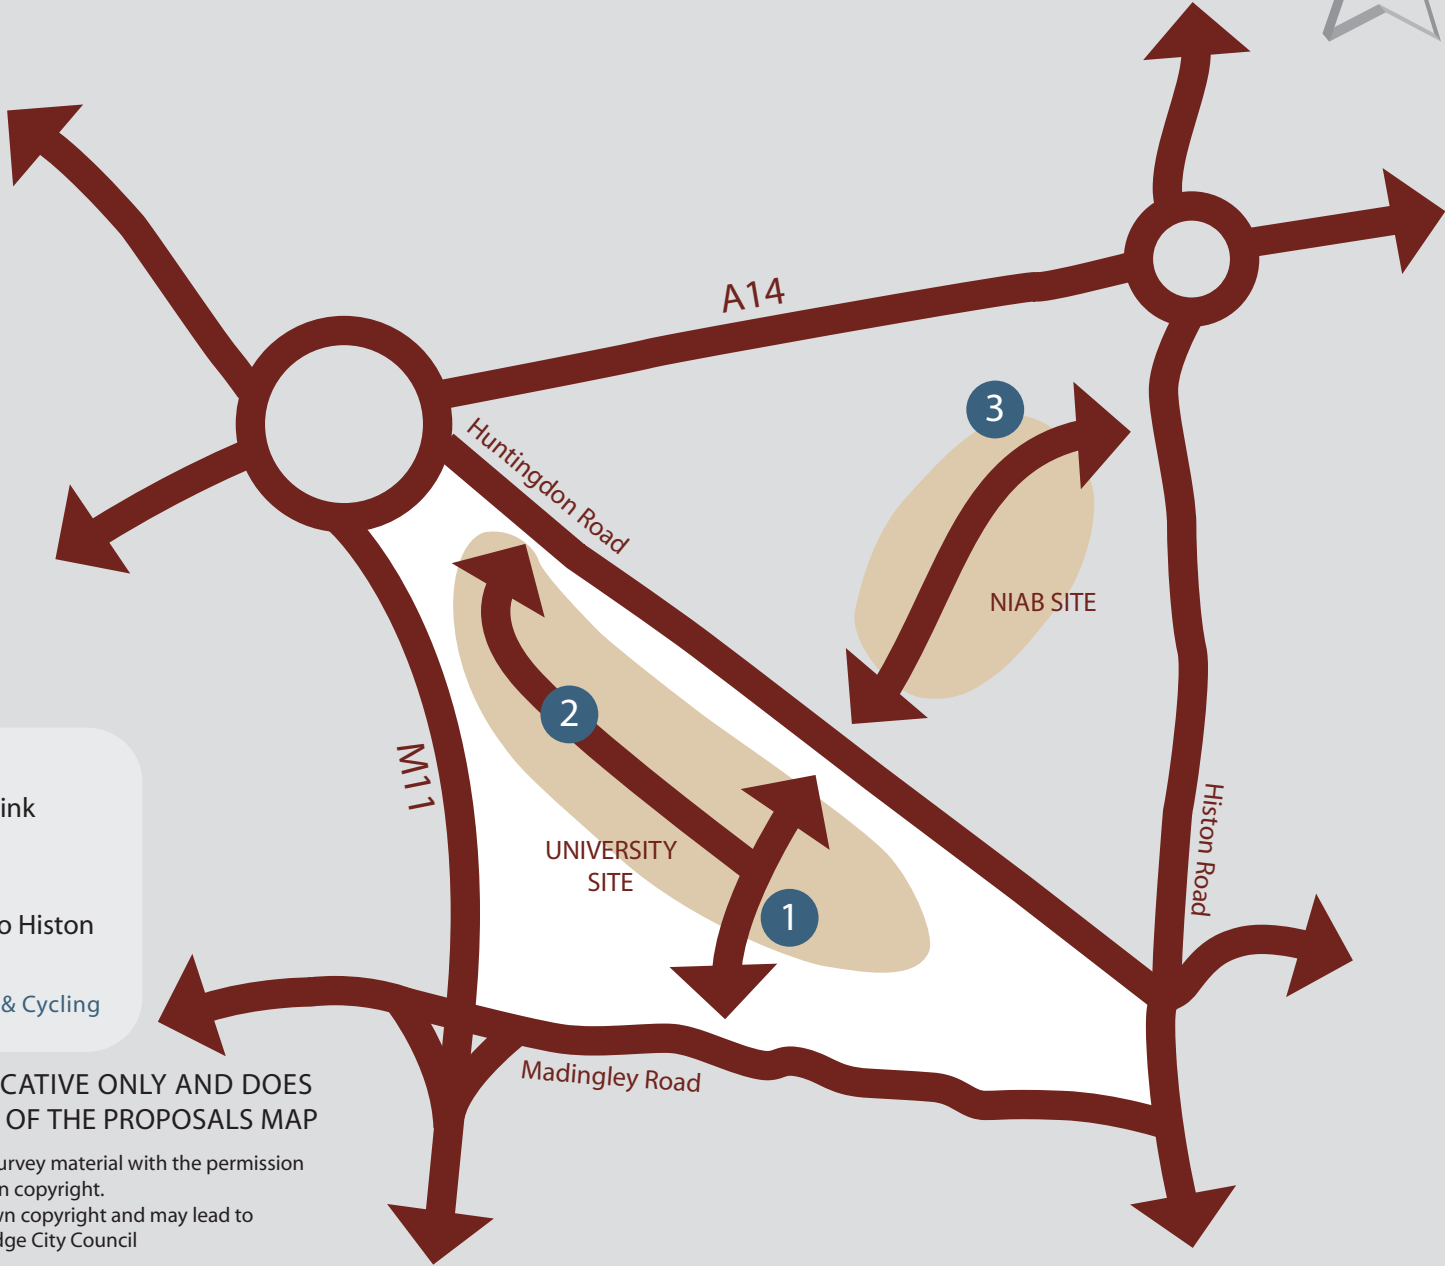 A14
Huntingdon Road
3
NIAB SITE
2
M11
UNIVERSITY
SITE
1
Histon Road
Madingley Road
ink
o Histon
& Cycling
CATIVE ONLY AND DOES
OF THE PROPOSALS MAP
urvey material with the permission
n copyright.
vn copyright and may lead to
dge City Council